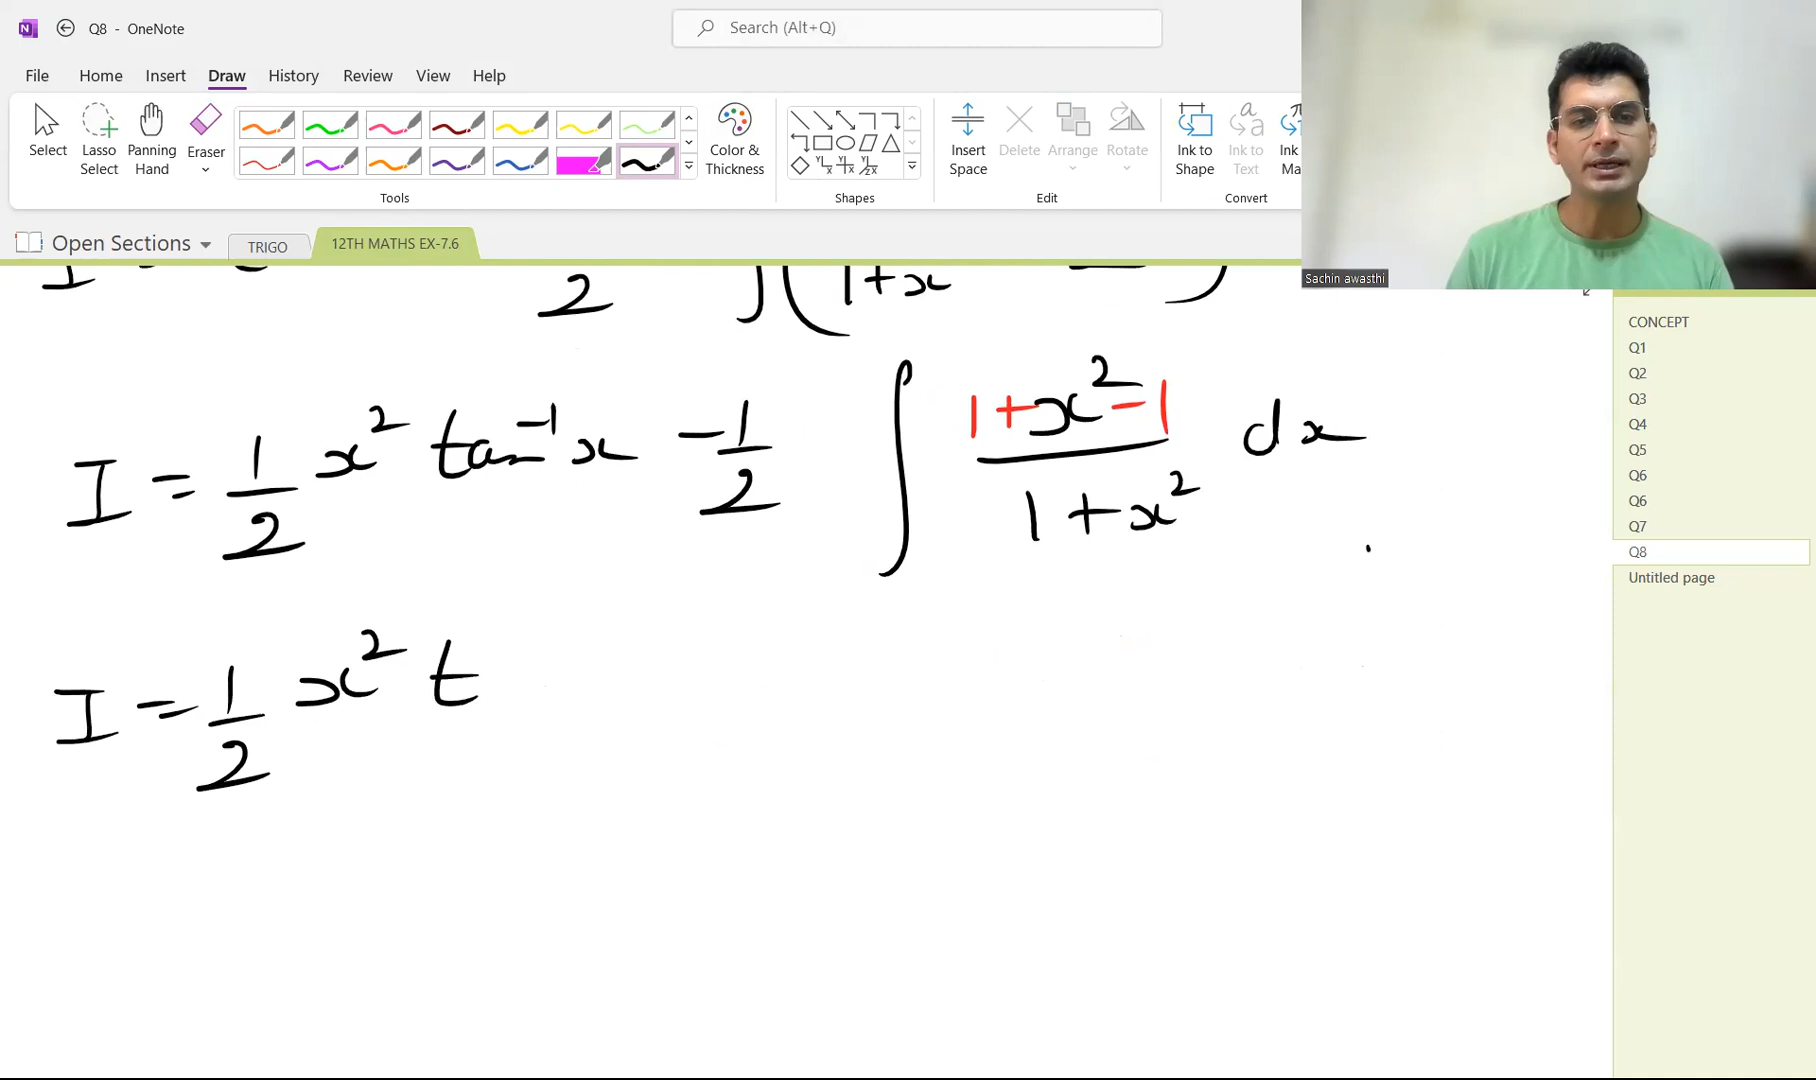 Q8 - OneNote
Search (Alt+Q)
File Home Insert Draw History Review View Help
Select
Lasso Select
Panning Hand
Eraser
Color & Thickness
Insert Space
Delete
Arrange
Rotate
Ink to Shape
Ink to Text
Ink Ma
Tools
Shapes
Edit
Convert
Sachin awasthi
Open Sections
TRIGO
12TH MATHS EX-7.6
CONCEPT
Q1
Q2
Q3
Q4
Q5
Q6
Q6
Q7
Q8
Untitled page
I = 1/2 x² tan⁻¹x - 1/2 ∫ (1+x²-1)/(1+x²) dx
I = 1/2 x² t